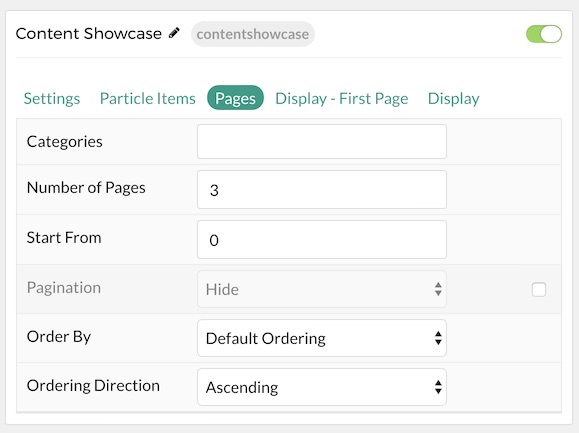 Content Showcase contentshowcase
Settings Particle Items Pages Display - First Page Display
Categories
Number of Pages 3
Start From 0
Pagination Hide
Order By Default Ordering
Ordering Direction Ascending